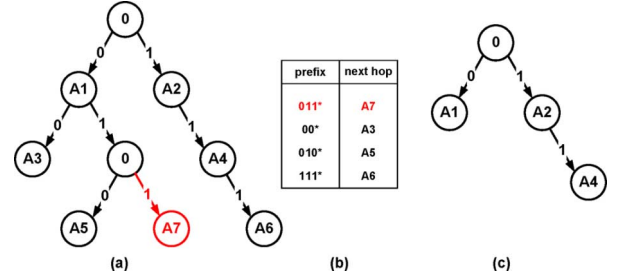 0
0 1
A1 A2
0 1 1
A3 0 A4
0 1 1
A5 A7 A6
(a)
prefix next hop
011* A7
00* A3
010* A5
111* A6
(b)
0
0 1
A1 A2
1
A4
(c)